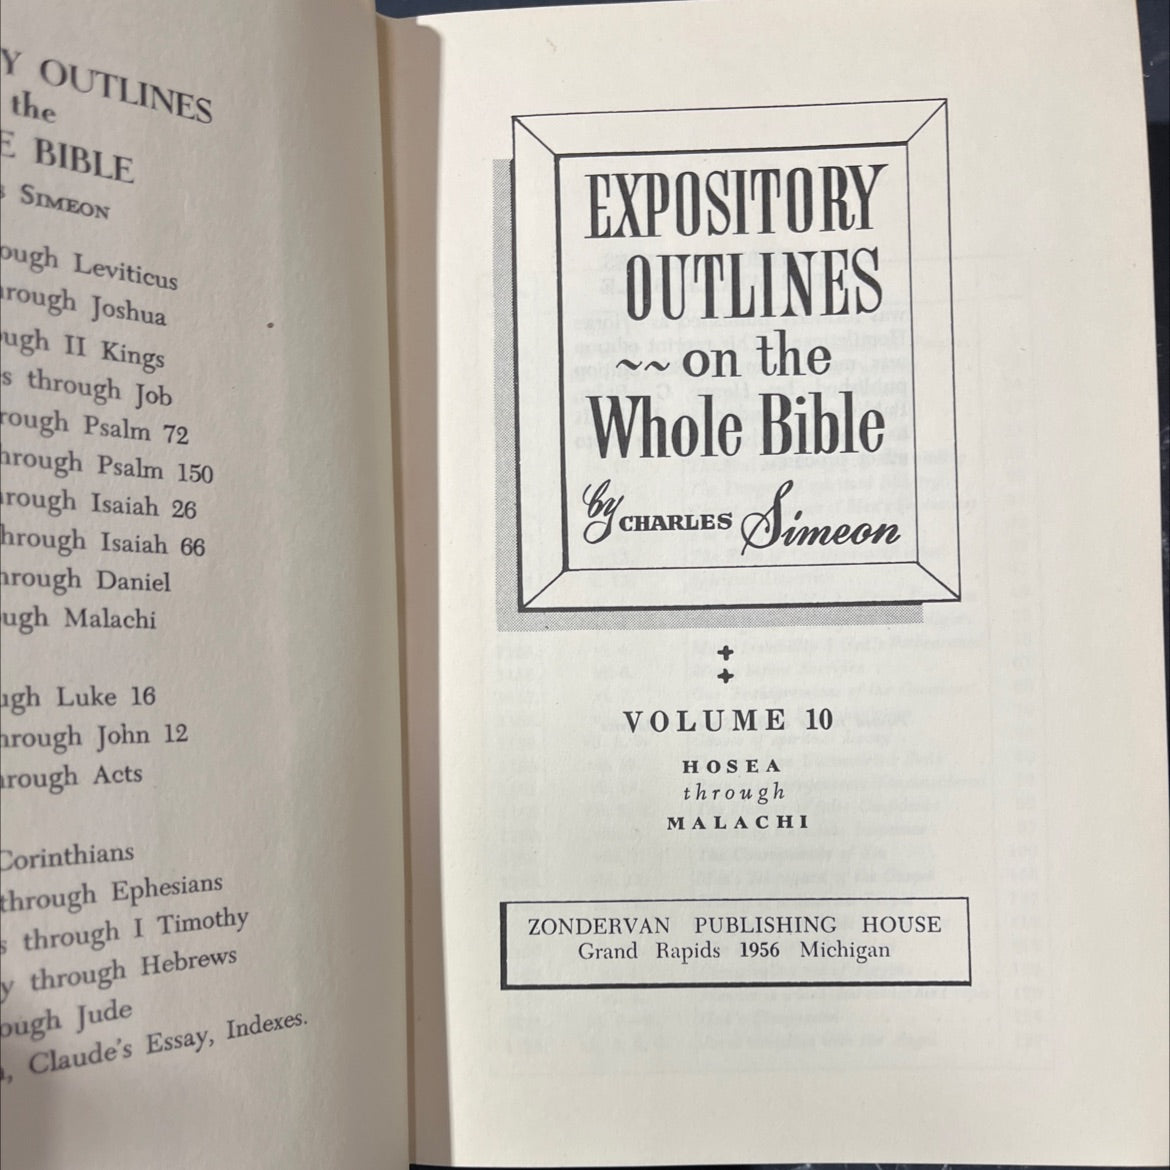 Y OUTLINES
the
E BIBLE
SIMEON
ough Leviticus
rough Joshua
ugh II Kings
s through Job
rough Psalm 72
hrough Psalm 150
rough Isaiah 26
hrough Isaiah 66
hrough Daniel
ugh Malachi
ugh Luke 16
hrough John 12
rough Acts
Corinthians
through Ephesians
s through I Timothy
y through Hebrews
ough Jude
, Claude's Essay, Indexes.
EXPOSITORY
OUTLINES
~~ on the
Whole Bible
by CHARLES Simeon
VOLUME 10
HOSEA
through
MALACHI
ZONDERVAN PUBLISHING HOUSE
Grand Rapids 1956 Michigan